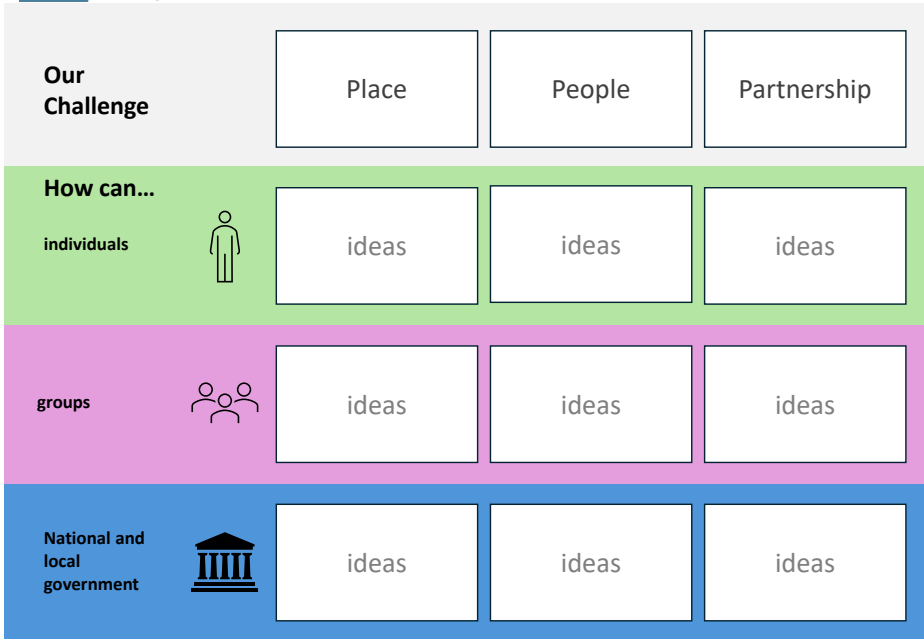 Our
Challenge
Place
People
Partnership
How can...
individuals
ideas
ideas
ideas
groups
ideas
ideas
ideas
National and
local
government
ideas
ideas
ideas